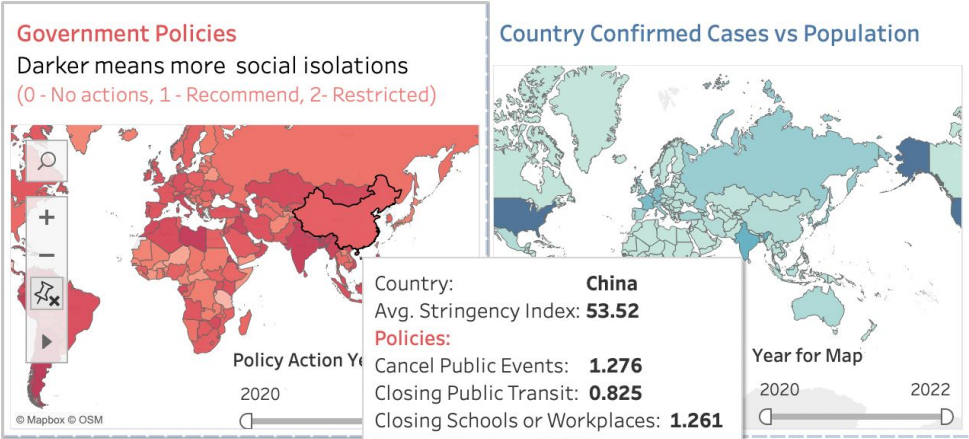 Government Policies
Darker means more social isolations
(0 - No actions, 1 - Recommend, 2- Restricted)
Country Confirmed Cases vs Population
Country: China
Avg. Stringency Index: 53.52
Policies:
Cancel Public Events: 1.276
Closing Public Transit: 0.825
Closing Schools or Workplaces: 1.261
Policy Action Ye
2020
© Mapbox © OSM
Year for Map
2020 2022